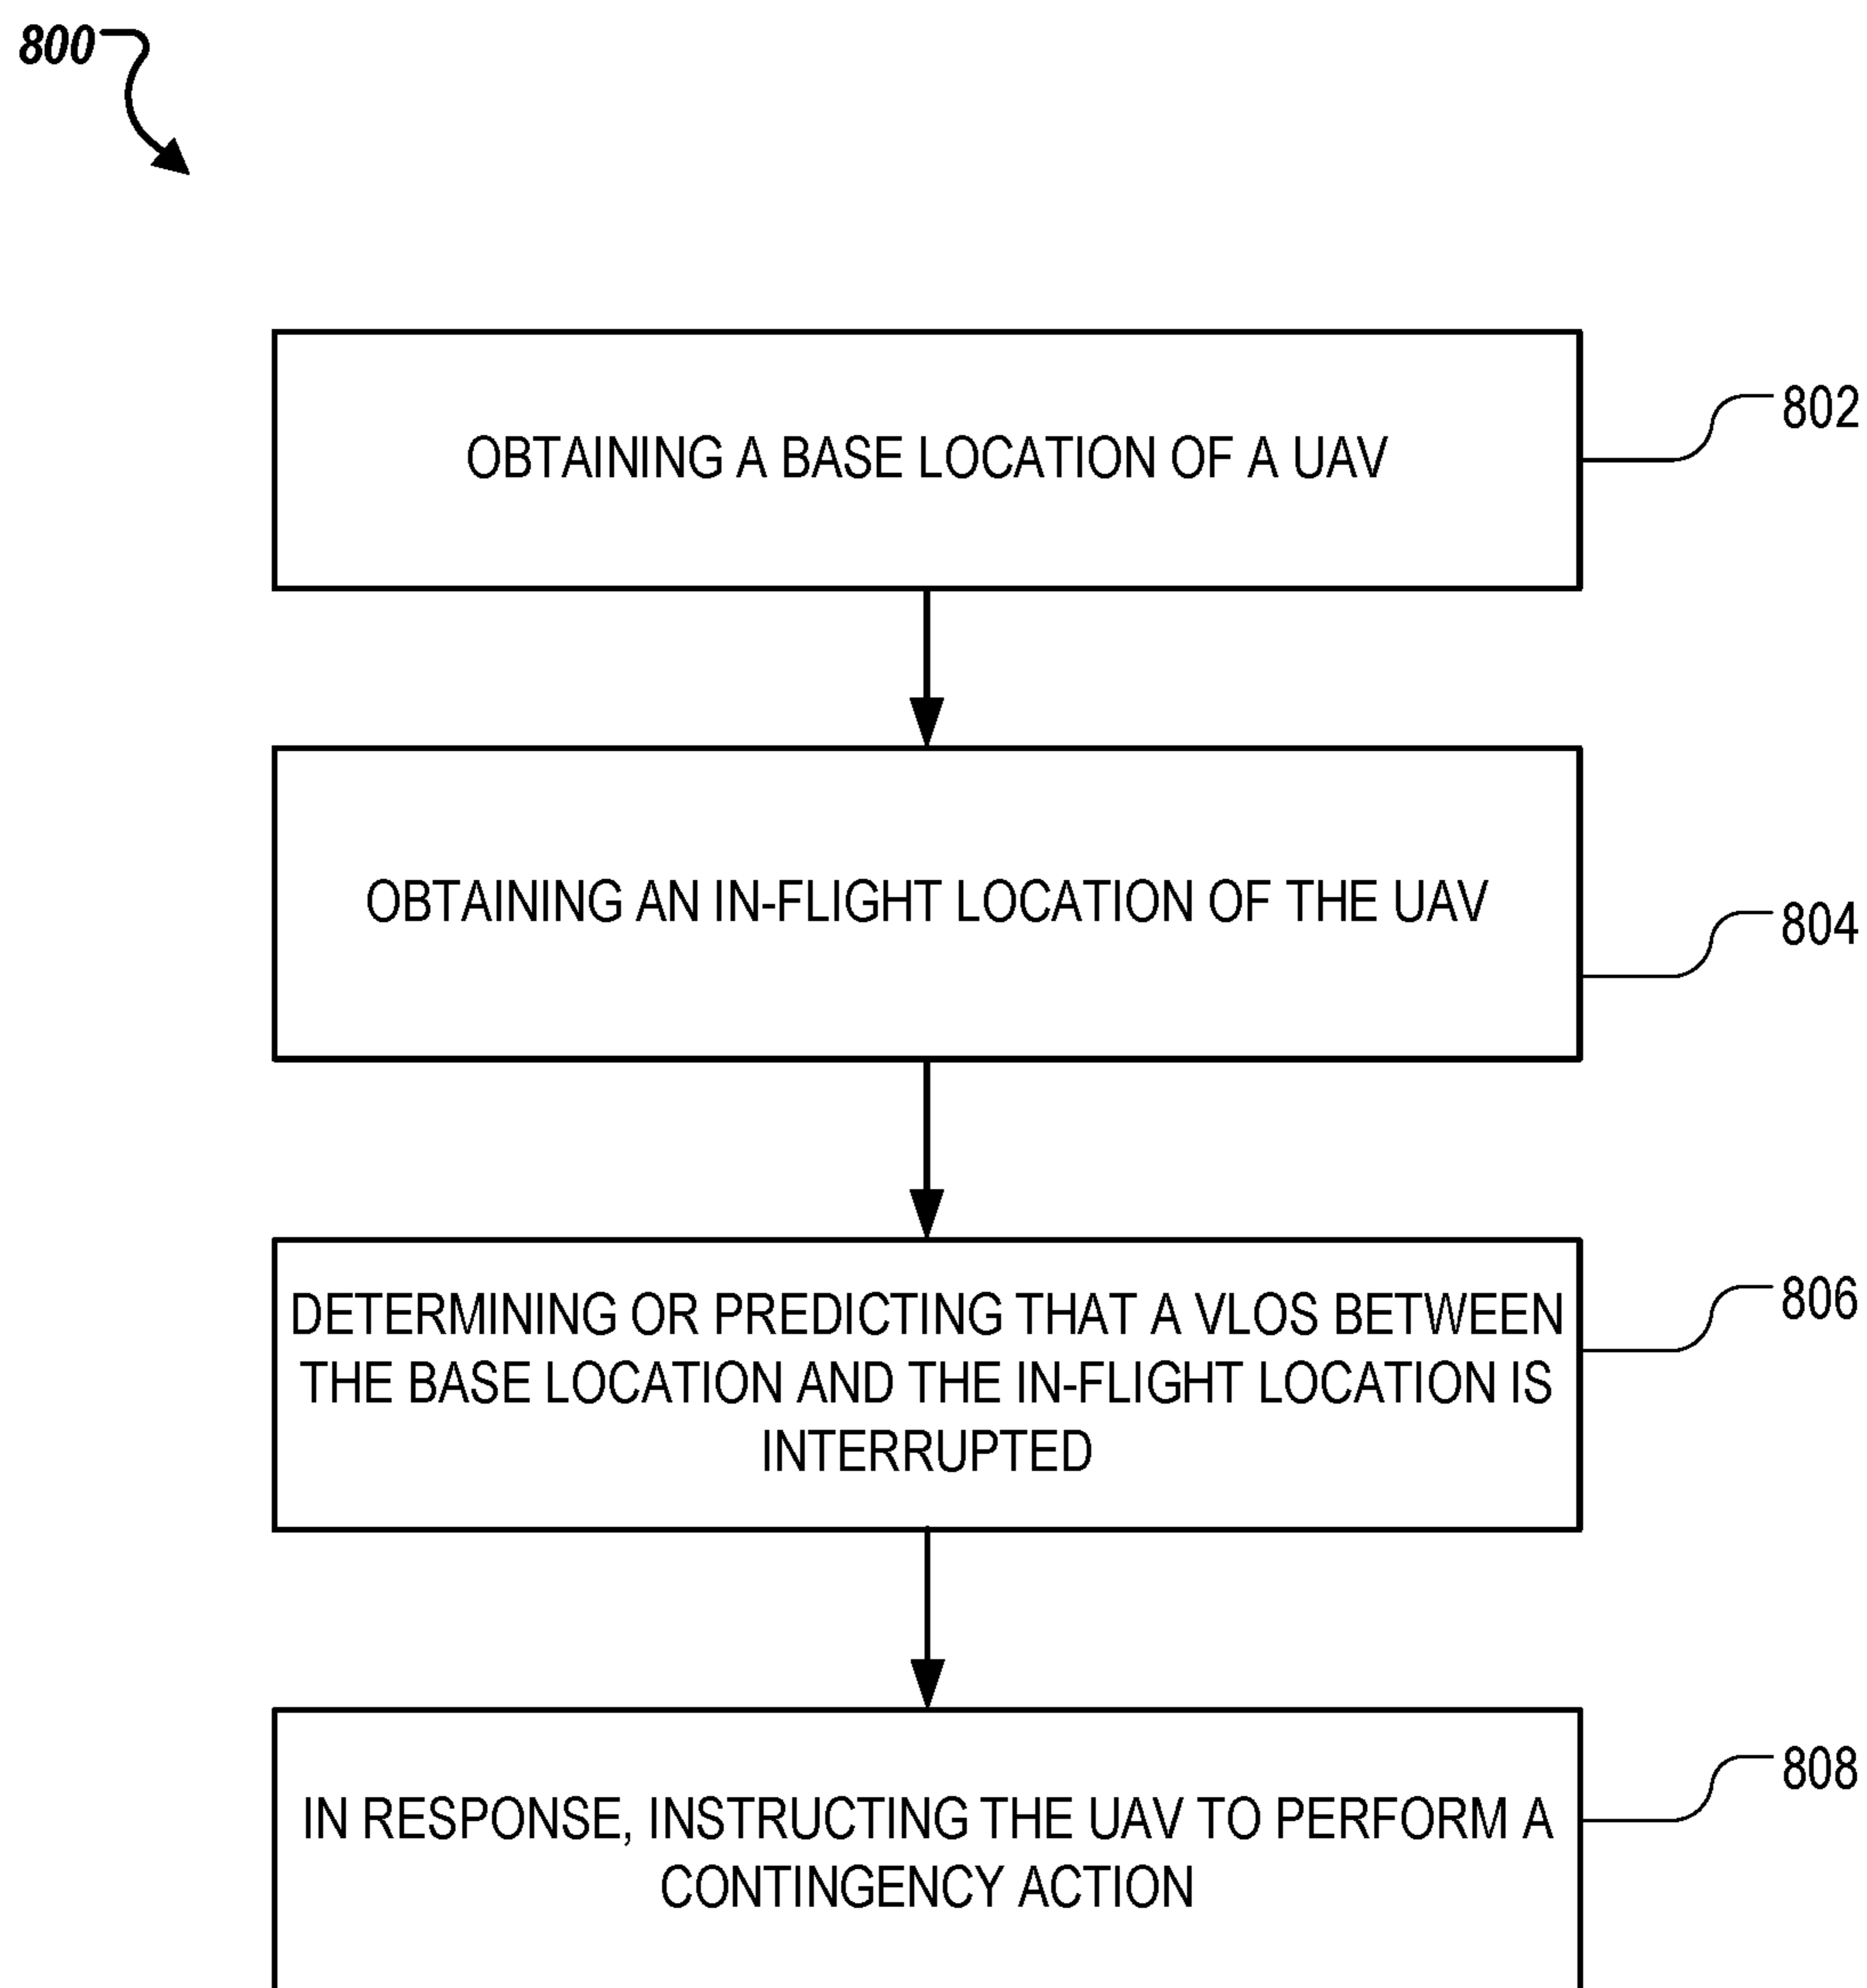 800
OBTAINING A BASE LOCATION OF A UAV
802
OBTAINING AN IN-FLIGHT LOCATION OF THE UAV
804
DETERMINING OR PREDICTING THAT A VLOS BETWEEN
THE BASE LOCATION AND THE IN-FLIGHT LOCATION IS
INTERRUPTED
806
IN RESPONSE, INSTRUCTING THE UAV TO PERFORM A
CONTINGENCY ACTION
808